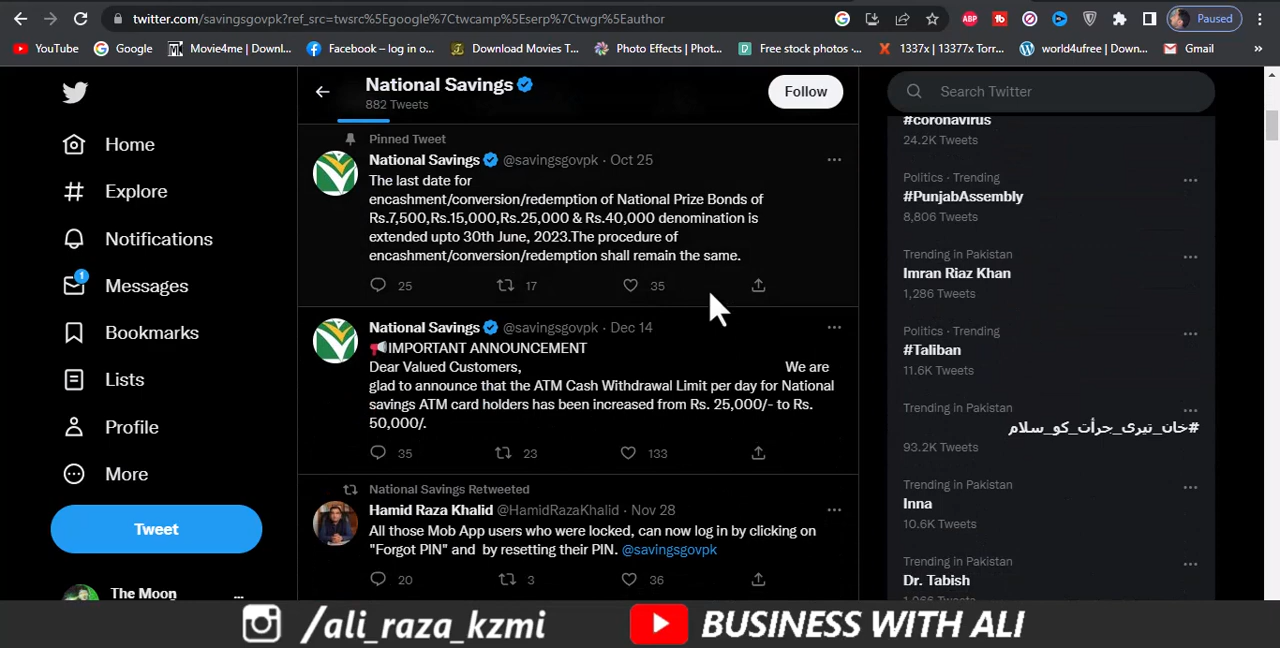 twitter.com/savingsgovpk?ref_src=twsrc%5Egoogle%7Ctwcamp%5Eserp%7Ctwgr%5Eauthor
ABP
Paused
YouTube
Google
Movie4me | Downl...
Facebook – log in o...
Download Movies T...
Photo Effects | Phot...
Free stock photos ·...
1337x | 13377x Torr...
world4ufree | Down...
Gmail
»
Home
Explore
Notifications
1
Messages
Bookmarks
Lists
Profile
More
Tweet
The Moon
National Savings
882 Tweets
Follow
Pinned Tweet
National Savings @savingsgovpk · Oct 25
The last date for
encashment/conversion/redemption of National Prize Bonds of
Rs.7,500,Rs.15,000,Rs.25,000 & Rs.40,000 denomination is
extended upto 30th June, 2023.The procedure of
encashment/conversion/redemption shall remain the same.
25 17 35
National Savings @savingsgovpk · Dec 14
IMPORTANT ANNOUNCEMENT
Dear Valued Customers, We are
glad to announce that the ATM Cash Withdrawal Limit per day for National
savings ATM card holders has been increased from Rs. 25,000/- to Rs.
50,000/.
35 23 133
National Savings Retweeted
Hamid Raza Khalid @HamidRazaKhalid · Nov 28
All those Mob App users who were locked, can now log in by clicking on
"Forgot PIN" and by resetting their PIN. @savingsgovpk
20 3 36
Search Twitter
#coronavirus
24.2K Tweets
Politics · Trending
#PunjabAssembly
8,806 Tweets
Trending in Pakistan
Imran Riaz Khan
1,286 Tweets
Politics · Trending
#Taliban
11.6K Tweets
Trending in Pakistan
#خان_تیری_جرأت_کو_سلام
93.2K Tweets
Trending in Pakistan
Inna
10.6K Tweets
Trending in Pakistan
Dr. Tabish
/ali_raza_kzmi
BUSINESS WITH ALI